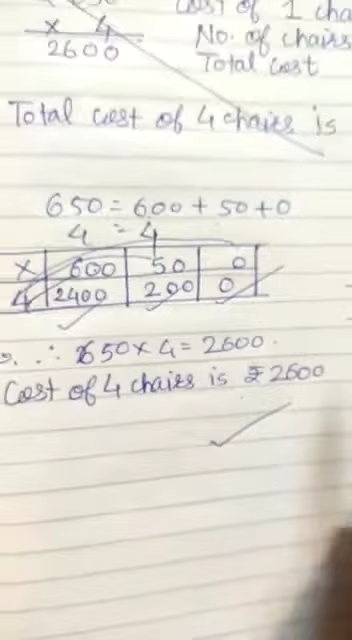 Cost of 1 cha
x 4
No. of chairs
2600
Total cost
Total cost of 4 chairs is
650 = 600 + 50 + 0
4 = 4
x 600 50 0
4 2400 200 0
∴ 650 x 4 = 2600.
Cost of 4 chairs is ₹ 2600